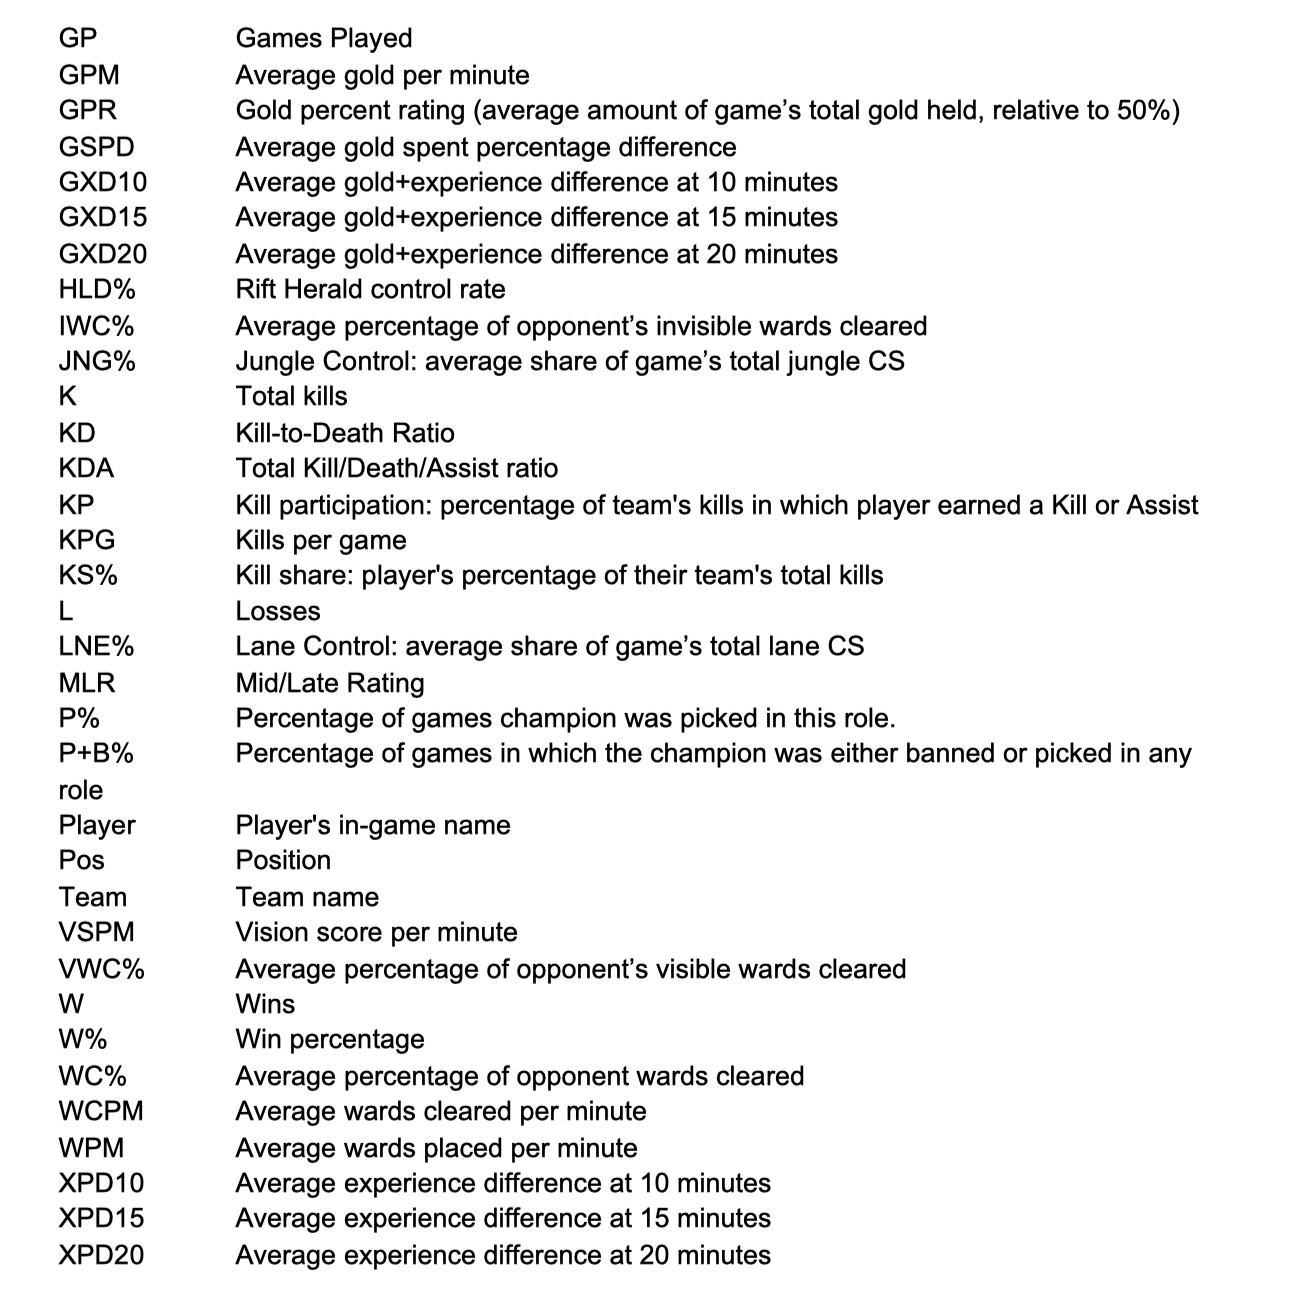 GP Games Played
GPM Average gold per minute
GPR Gold percent rating (average amount of game’s total gold held, relative to 50%)
GSPD Average gold spent percentage difference
GXD10 Average gold+experience difference at 10 minutes
GXD15 Average gold+experience difference at 15 minutes
GXD20 Average gold+experience difference at 20 minutes
HLD% Rift Herald control rate
IWC% Average percentage of opponent’s invisible wards cleared
JNG% Jungle Control: average share of game’s total jungle CS
K Total kills
KD Kill-to-Death Ratio
KDA Total Kill/Death/Assist ratio
KP Kill participation: percentage of team's kills in which player earned a Kill or Assist
KPG Kills per game
KS% Kill share: player's percentage of their team's total kills
L Losses
LNE% Lane Control: average share of game’s total lane CS
MLR Mid/Late Rating
P% Percentage of games champion was picked in this role.
P+B% Percentage of games in which the champion was either banned or picked in any
role
Player Player's in-game name
Pos Position
Team Team name
VSPM Vision score per minute
VWC% Average percentage of opponent’s visible wards cleared
W Wins
W% Win percentage
WC% Average percentage of opponent wards cleared
WCPM Average wards cleared per minute
WPM Average wards placed per minute
XPD10 Average experience difference at 10 minutes
XPD15 Average experience difference at 15 minutes
XPD20 Average experience difference at 20 minutes